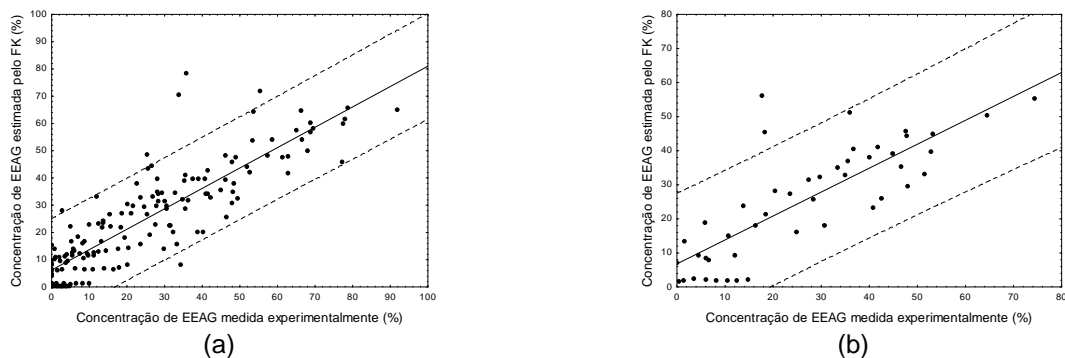 Concentração de EEAG estimada pelo FK (%)
100
90
80
70
60
50
40
30
20
10
0
0 10 20 30 40 50 60 70 80 90 100
Concentração de EEAG medida experimentalmente (%)
(a)
Concentração de EEAG estimada pelo FK (%)
80
70
60
50
40
30
20
10
0
0 10 20 30 40 50 60 70 80
Concentração de EEAG medida experimentalmente (%)
(b)